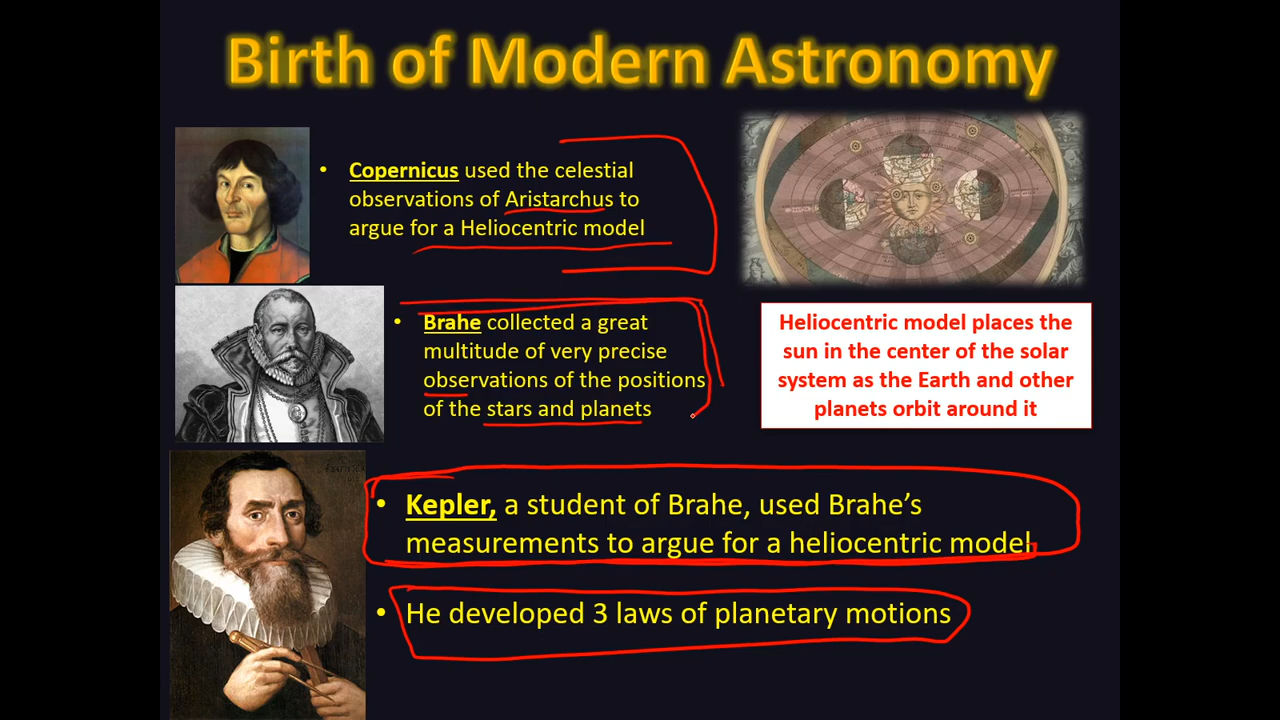 Birth of Modern Astronomy
• Copernicus used the celestial
observations of Aristarchus to
argue for a Heliocentric model
• Brahe collected a great
multitude of very precise
observations of the positions
of the stars and planets
Heliocentric model places the
sun in the center of the solar
system as the Earth and other
planets orbit around it
• Kepler, a student of Brahe, used Brahe’s
measurements to argue for a heliocentric model
• He developed 3 laws of planetary motions